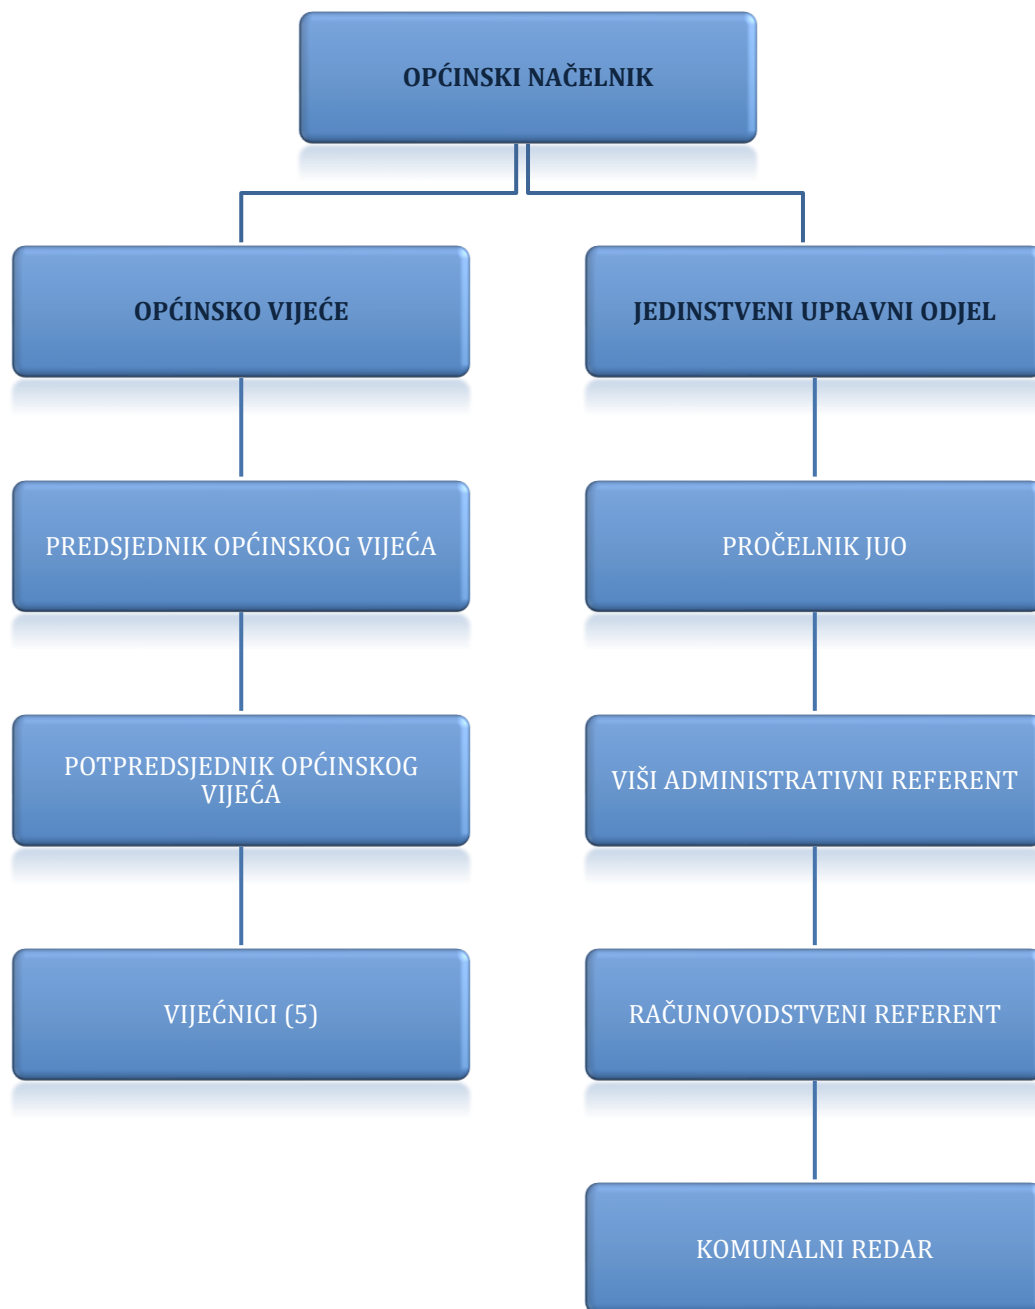 OPĆINSKI NAČELNIK
OPĆINSKO VIJEĆE
JEDINSTVENI UPRAVNI ODJEL
PREDSJEDNIK OPĆINSKOG VIJEĆA
PROČELNIK JUO
POTPREDSJEDNIK OPĆINSKOG
VIJEĆA
VIŠI ADMINISTRATIVNI REFERENT
VIJEĆNICI (5)
RAČUNOVODSTVENI REFERENT
KOMUNALNI REDAR